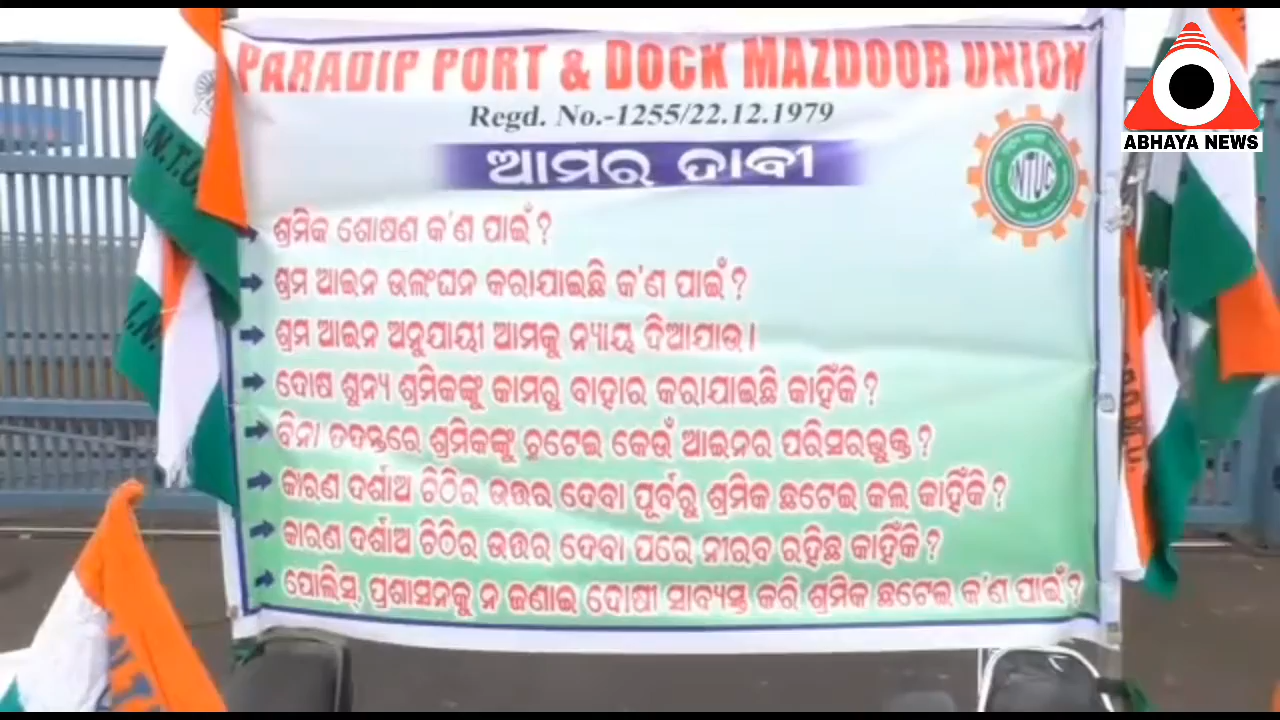 PARADIP PORT & DOCK MAZDOOR UNION
Regd. No.-1255/22.12.1979
ଆମର ଦାବୀ
ଶ୍ରମିକ ଶୋଷଣ କ'ଣ ପାଇଁ ?
ଶ୍ରମ ଆଇନ ଉଲଂଘନ କରାଯାଇଛି କ'ଣ ପାଇଁ ?
ଶ୍ରମ ଆଇନ ଅନୁଯାୟୀ ଆମକୁ ନ୍ୟାୟ ଦିଆଯାଉ ।
ଦୋଷ ଶୂନ୍ୟ ଶ୍ରମିକଙ୍କୁ କାମରୁ ବାହାର କରାଯାଇଛି କାହିଁକି ?
ବିନା ତଦନ୍ତରେ ଶ୍ରମିକଙ୍କୁ ଛଟେଇ କେଉଁ ଆଇନର ପରିସରଭୁକ୍ତ ?
କାରଣ ଦର୍ଶାଅ ଚିଠିର ଉତ୍ତର ଦେବା ପୂର୍ବରୁ ଶ୍ରମିକ ଛଟେଇ କଲ କାହିଁକି ?
କାରଣ ଦର୍ଶାଅ ଚିଠିର ଉତ୍ତର ଦେବା ପରେ ନୀରବ ରହିଛ କାହିଁକି ?
ପୋଲିସ୍, ପ୍ରଶାସନକୁ ନ ଜଣାଇ ଦୋଷୀ ସାବ୍ୟସ୍ତ କରି ଶ୍ରମିକ ଛଟେଇ କ'ଣ ପାଇଁ ?
INTUC
I.N.T.U.
I.N.
ABHAYA NEWS